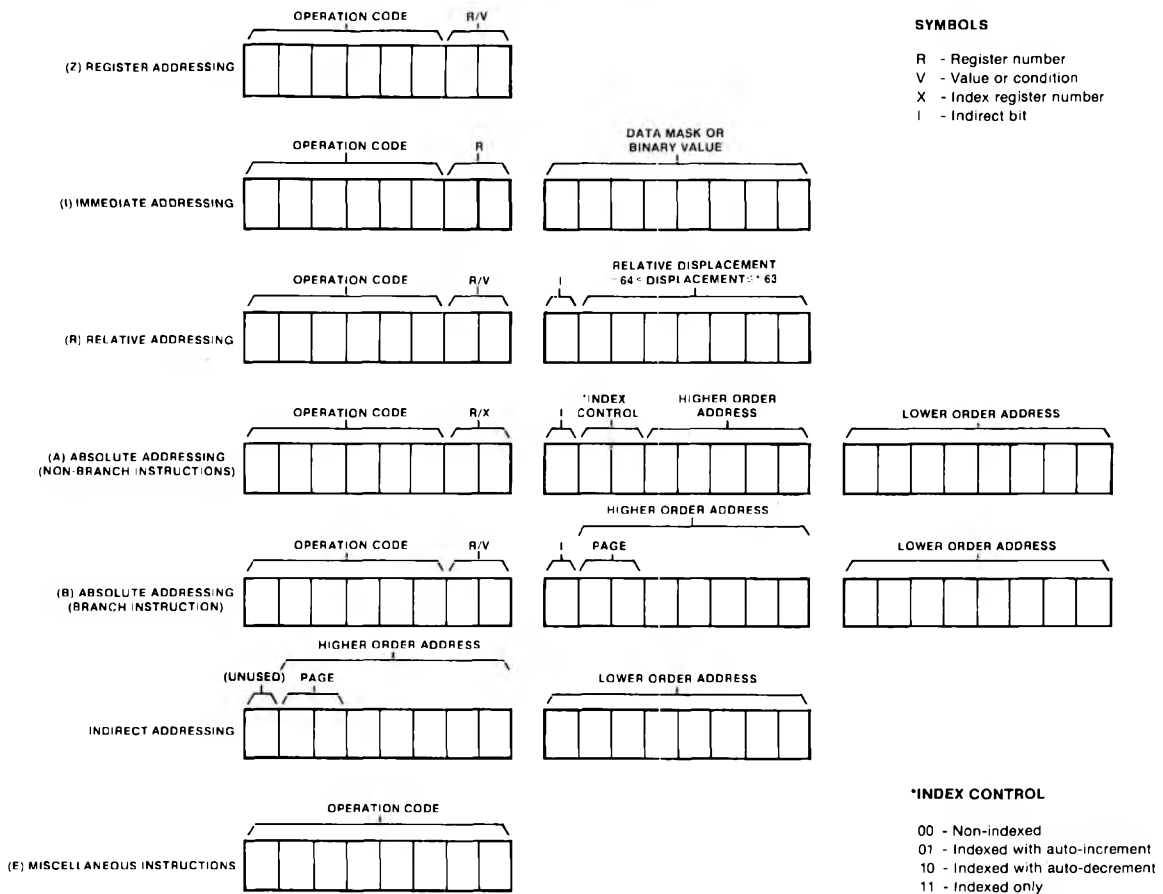 OPERATION CODE R/V
(Z) REGISTER ADDRESSING
SYMBOLS
R - Register number
V - Value or condition
X - Index register number
I - Indirect bit
OPERATION CODE R DATA MASK OR
BINARY VALUE
(I) IMMEDIATE ADDRESSING
OPERATION CODE R/V I RELATIVE DISPLACEMENT
-64≤ DISPLACEMENT≤+63
(R) RELATIVE ADDRESSING
OPERATION CODE R/X I *INDEX
CONTROL HIGHER ORDER
ADDRESS LOWER ORDER ADDRESS
(A) ABSOLUTE ADDRESSING
(NON-BRANCH INSTRUCTIONS)
HIGHER ORDER ADDRESS
OPERATION CODE R/V I PAGE LOWER ORDER ADDRESS
(B) ABSOLUTE ADDRESSING
(BRANCH INSTRUCTION)
HIGHER ORDER ADDRESS
(UNUSED) PAGE LOWER ORDER ADDRESS
INDIRECT ADDRESSING
OPERATION CODE
(E) MISCELLANEOUS INSTRUCTIONS
*INDEX CONTROL
00 - Non-indexed
01 - Indexed with auto-increment
10 - Indexed with auto-decrement
11 - Indexed only